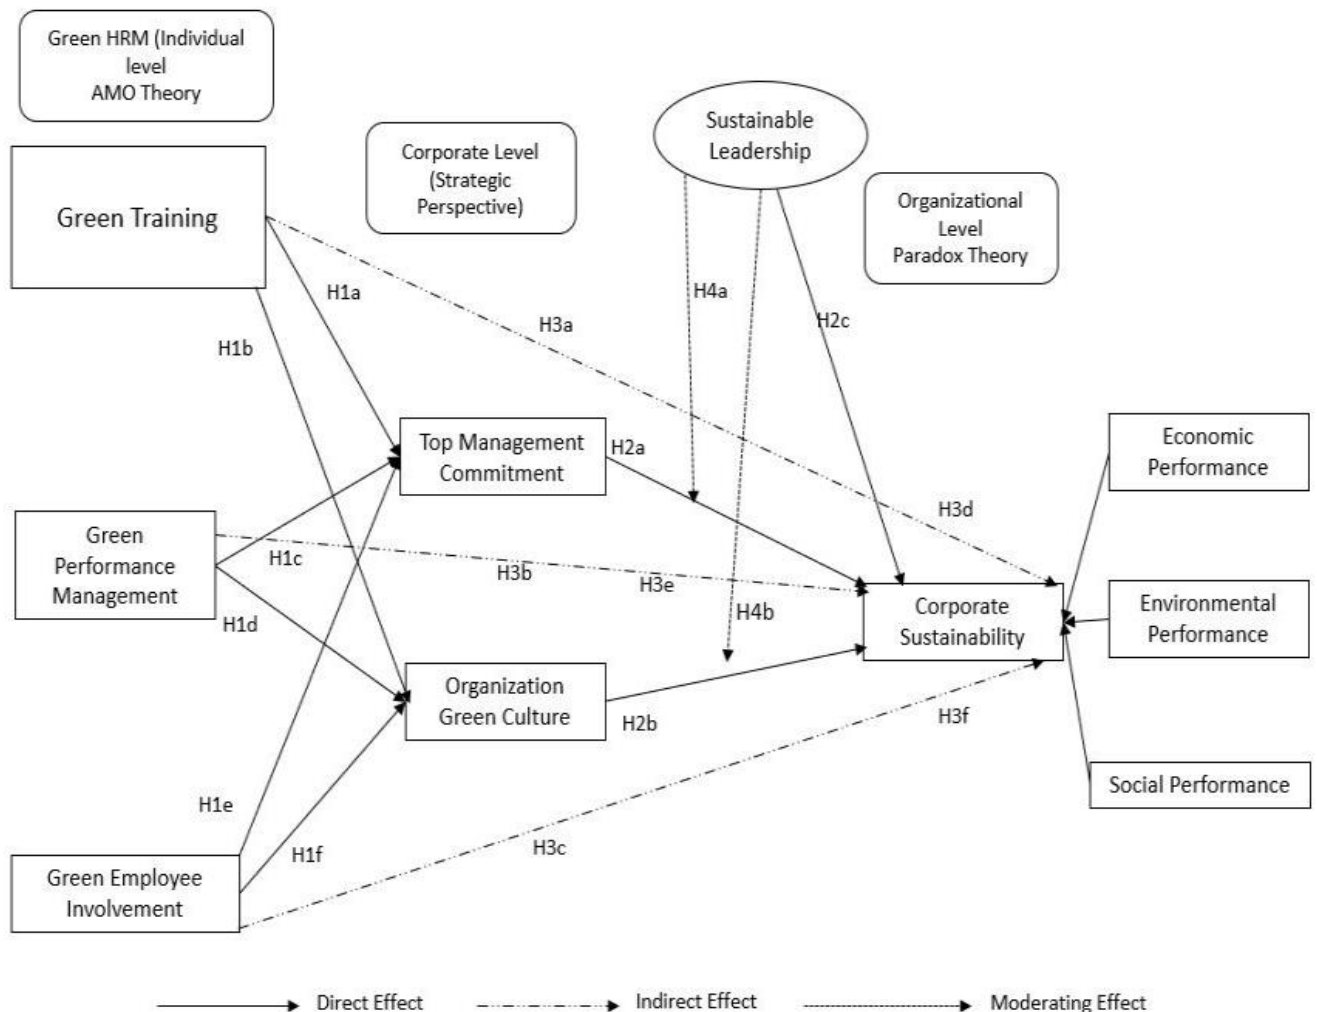 Green HRM (Individual
level
AMO Theory
Sustainable
Leadership
Corporate Level
(Strategic
Perspective)
Organizational
Level
Paradox Theory
Green Training
H1a
H4a
H2c
H3a
H1b
Top Management
Commitment
H2a
Economic
Performance
H3d
Green
Performance
Management
H1c
H3b
H3e
H4b
H1d
Corporate
Sustainability
Environmental
Performance
Organization
Green Culture
H2b
H3f
Social Performance
H1e
H1f
H3c
Green Employee
Involvement
Direct Effect
Indirect Effect
Moderating Effect